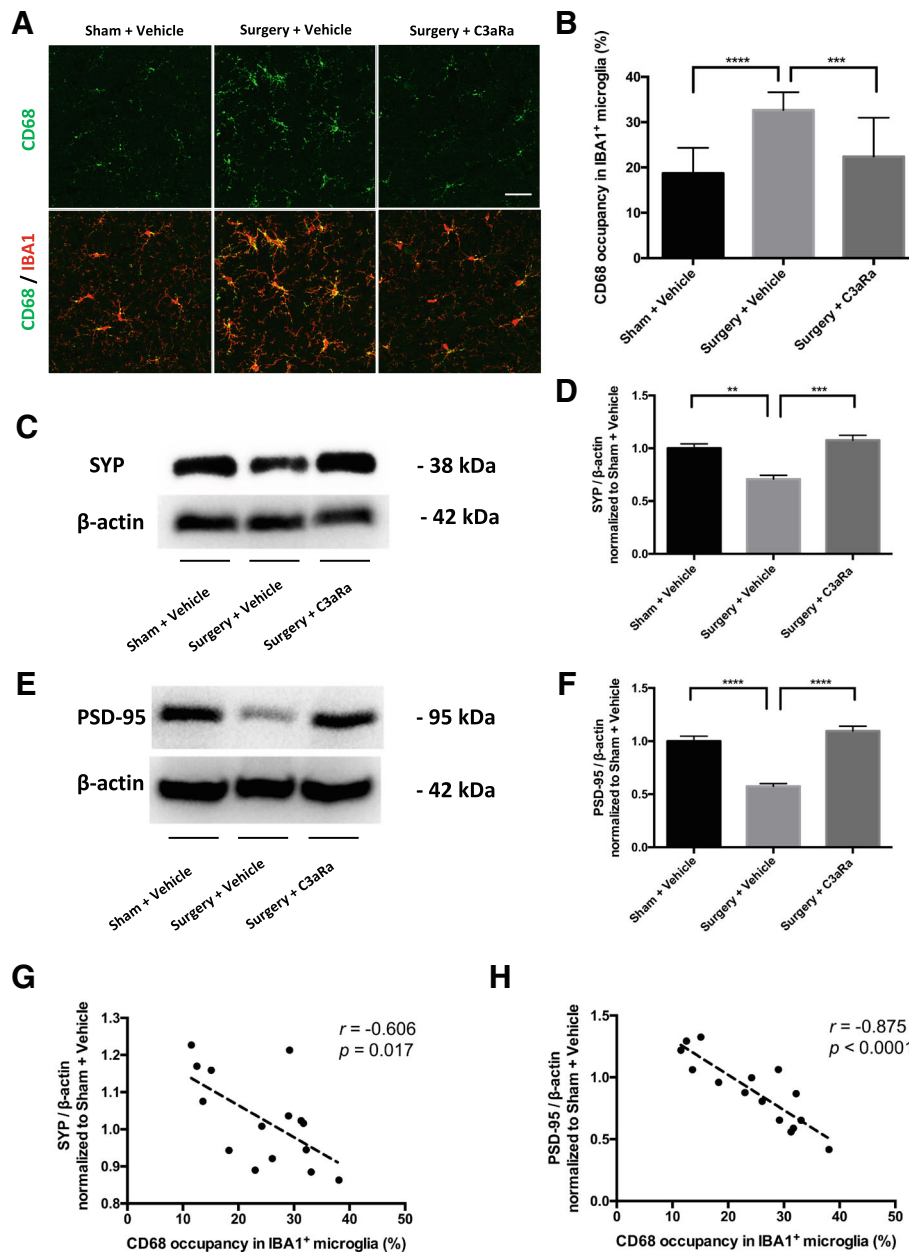 A
Sham + Vehicle
Surgery + Vehicle
Surgery + C3aRa
CD68
CD68 / IBA1
B
CD68 occupancy in IBA1⁺ microglia (%)
40
30
20
10
0
****
***
Sham + Vehicle
Surgery + Vehicle
Surgery + C3aRa
C
SYP
- 38 kDa
β-actin
- 42 kDa
Sham + Vehicle
Surgery + Vehicle
Surgery + C3aRa
D
SYP / β-actin
normalized to Sham + Vehicle
1.5
1.0
0.5
0.0
**
***
Sham + Vehicle
Surgery + Vehicle
Surgery + C3aRa
E
PSD-95
- 95 kDa
β-actin
- 42 kDa
Sham + Vehicle
Surgery + Vehicle
Surgery + C3aRa
F
PSD-95 / β-actin
normalized to Sham + Vehicle
1.5
1.0
0.5
0.0
****
****
Sham + Vehicle
Surgery + Vehicle
Surgery + C3aRa
G
SYP / β-actin
normalized to Sham + Vehicle
1.3
1.2
1.1
1.0
0.9
0.8
r = -0.606
p = 0.017
0 10 20 30 40 50
CD68 occupancy in IBA1⁺ microglia (%)
H
PSD-95 / β-actin
normalized to Sham + Vehicle
1.5
1.0
0.5
0.0
r = -0.875
p < 0.0001
0 10 20 30 40 50
CD68 occupancy in IBA1⁺ microglia (%)